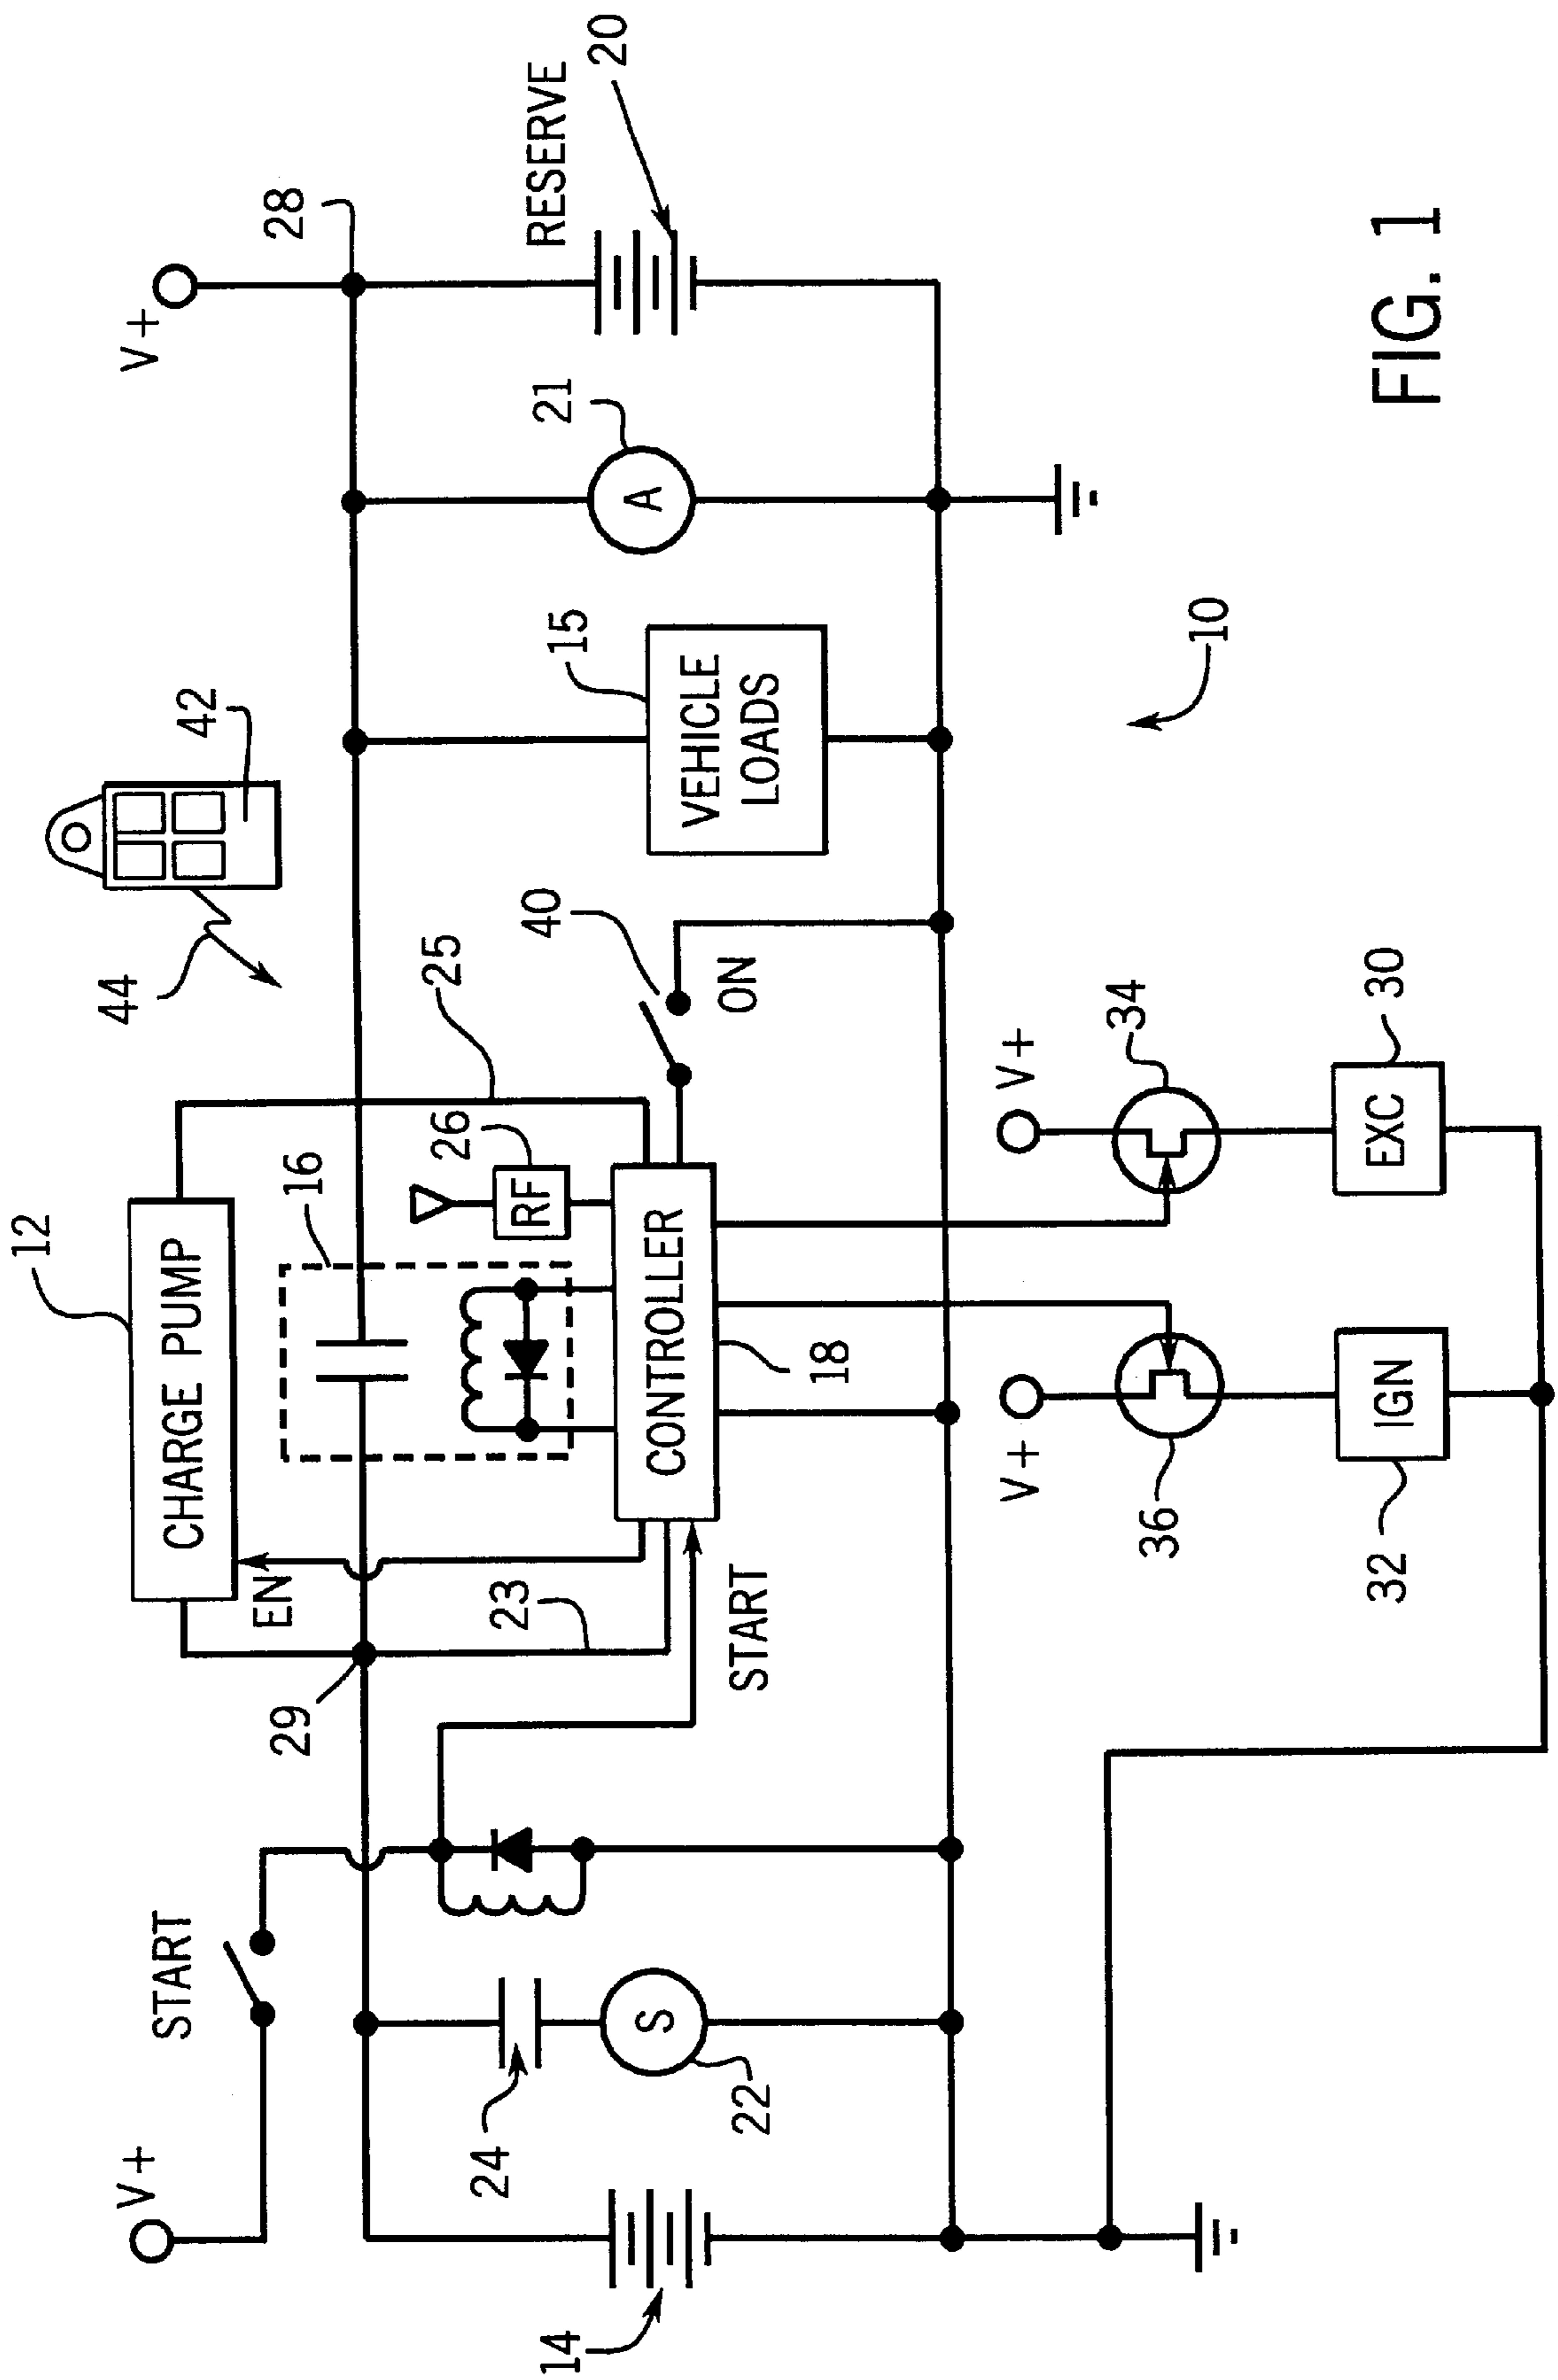 V+
START
24
14
S
22
29
EN
12
CHARGE PUMP
16
23
START
CONTROLLER
18
RF
26
25
44
42
40
ON
15
VEHICLE
LOADS
21
A
V+
28
RESERVE
20
V+
36
IGN
32
V+
34
EXC
30
10
FIG. 1